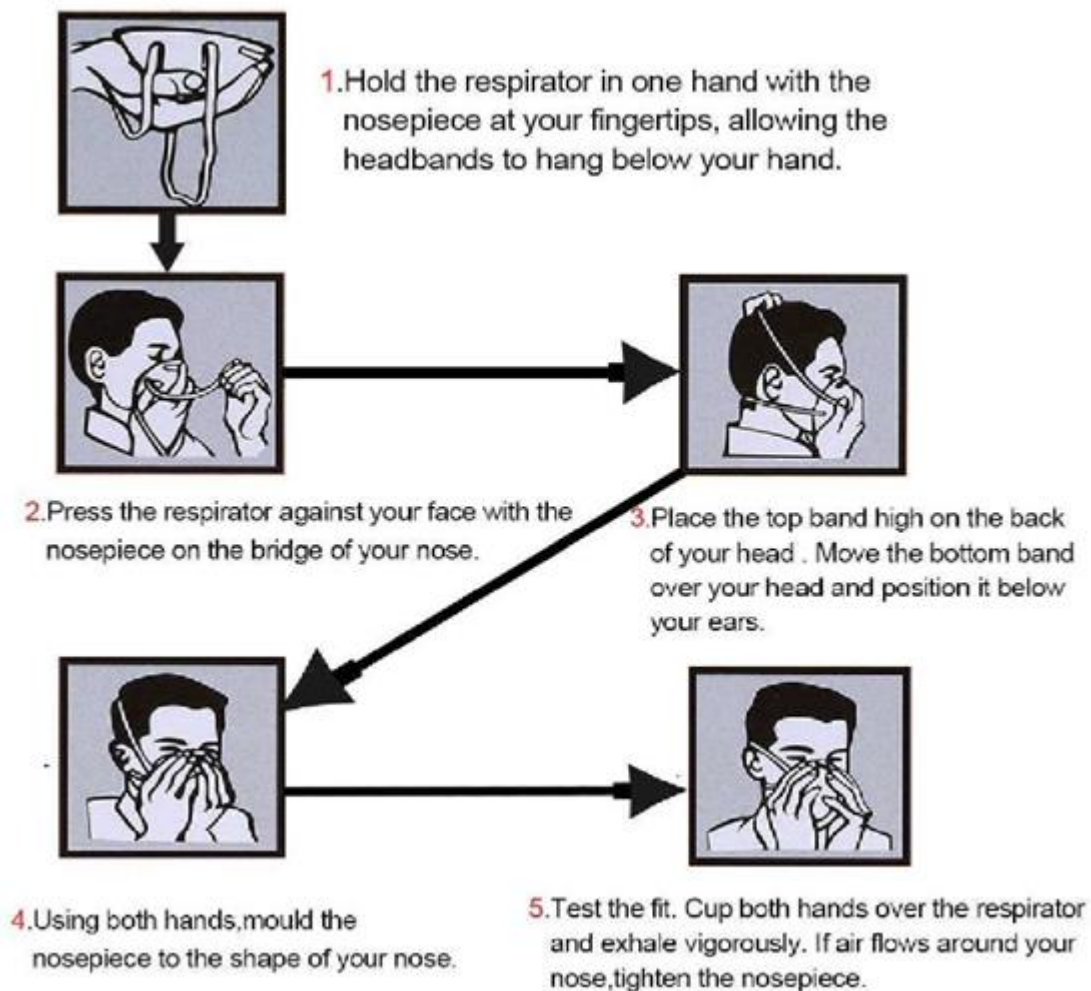 1.Hold the respirator in one hand with the
nosepiece at your fingertips, allowing the
headbands to hang below your hand.
2.Press the respirator against your face with the
nosepiece on the bridge of your nose.
3.Place the top band high on the back
of your head . Move the bottom band
over your head and position it below
your ears.
4.Using both hands,mould the
nosepiece to the shape of your nose.
5.Test the fit. Cup both hands over the respirator
and exhale vigorously. If air flows around your
nose,tighten the nosepiece.